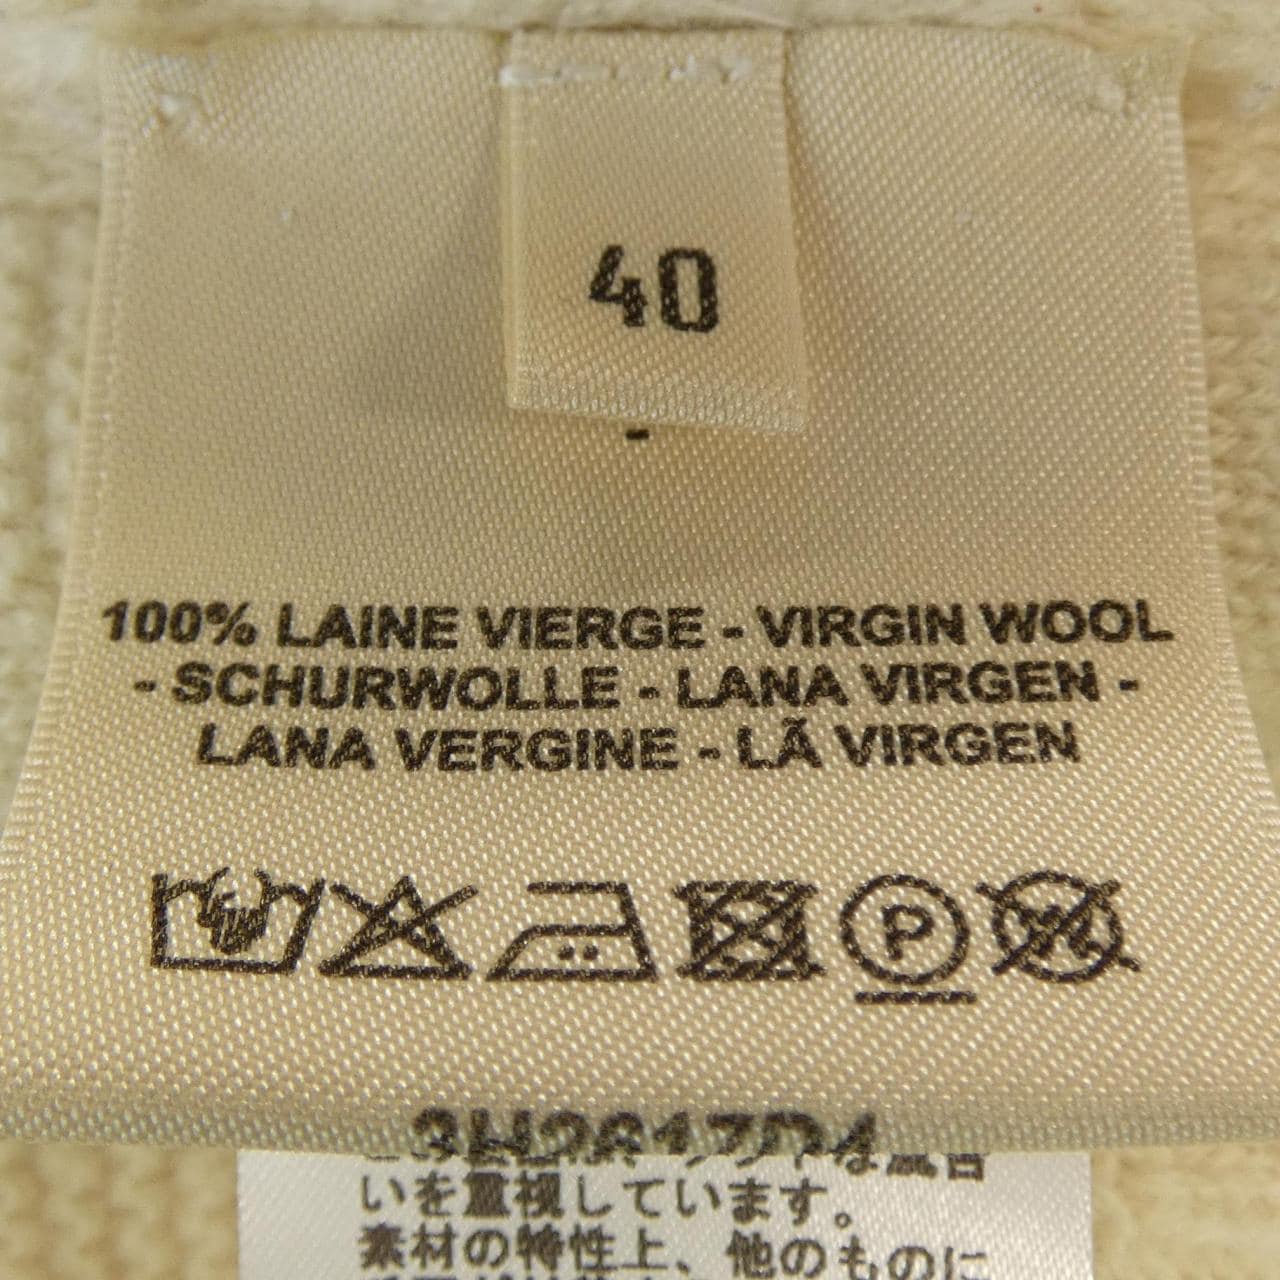 40
-
100% LAINE VIERGE - VIRGIN WOOL
- SCHURWOLLE - LANA VIRGEN -
LANA VERGINE - LÃ VIRGEN
P
3H2617D4
いを重視しています。
素材の特性上、他のものに